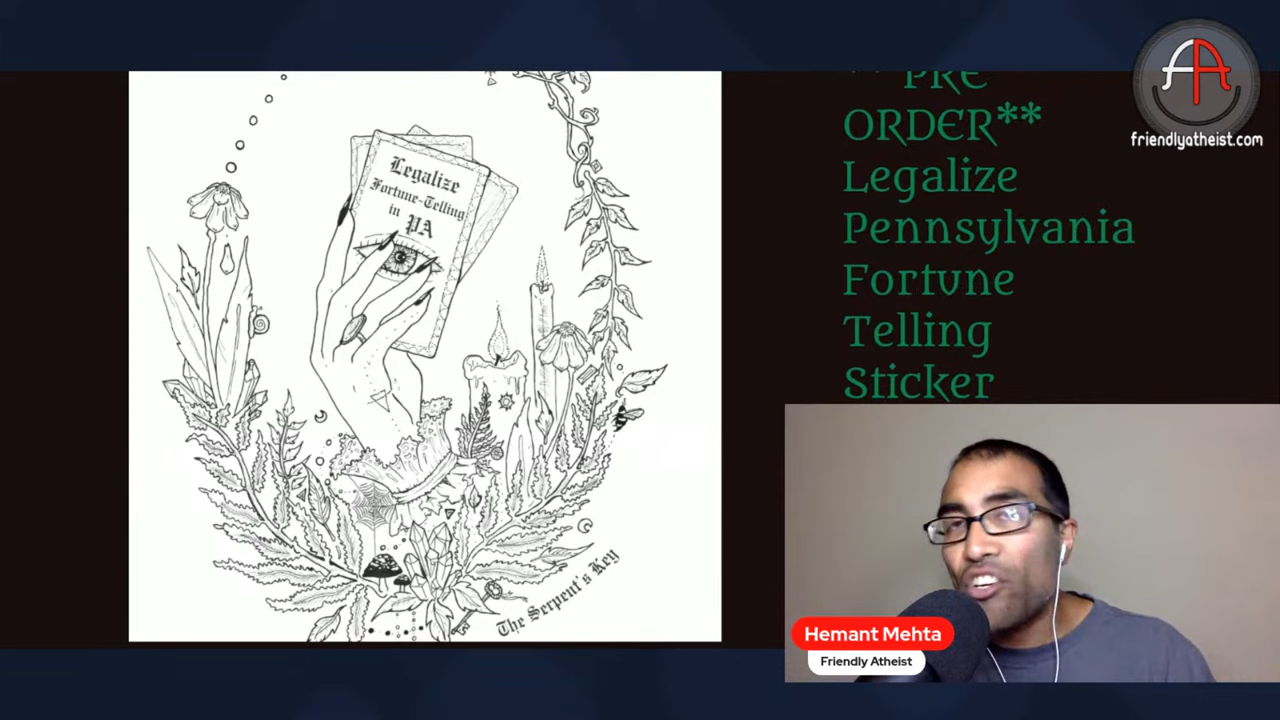 Legalize
Fortune-Telling
in
PA
The Serpent's Key
** PRE
ORDER**
Legalize
Pennsylvania
Fortune
Telling
Sticker
friendlyatheist.com
Hemant Mehta
Friendly Atheist